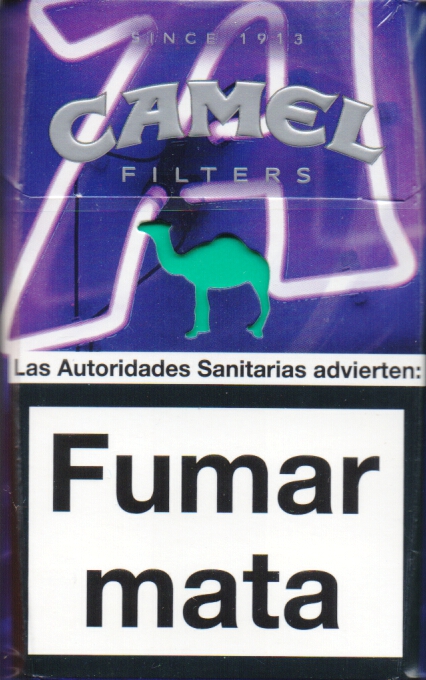 SINCE 1913
CAMEL
FILTERS
Las Autoridades Sanitarias advierten:
Fumar
mata